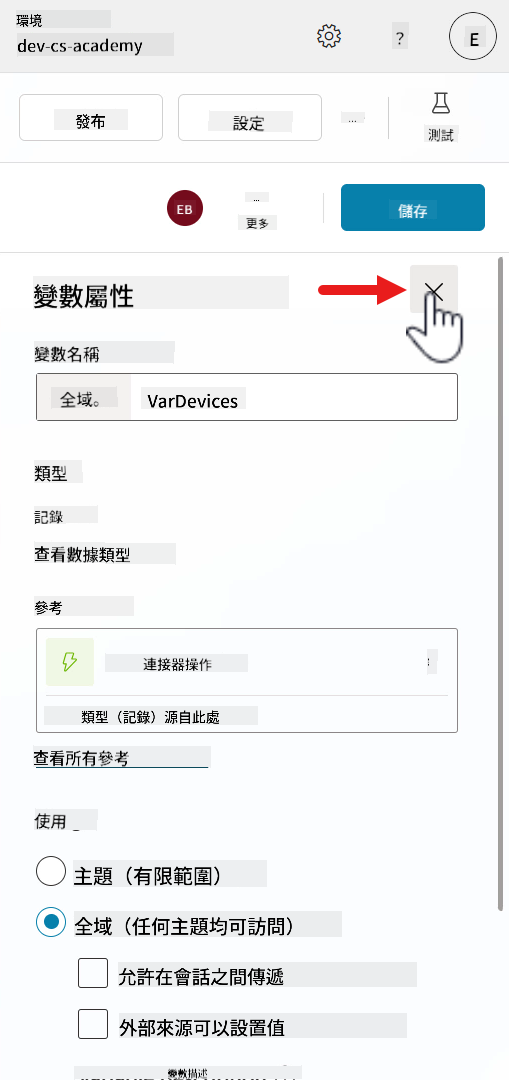 環境
dev-cs-academy
?
E
發布
設定
...
測試
EB
...
更多
儲存
變數屬性
變數名稱
全域。
VarDevices
類型
記錄
查看數據類型
參考
連接器操作
類型（記錄）源自此處
查看所有參考
使用
主題（有限範圍）
全域（任何主題均可訪問）
允許在會話之間傳遞
外部來源可以設置值
變數描述